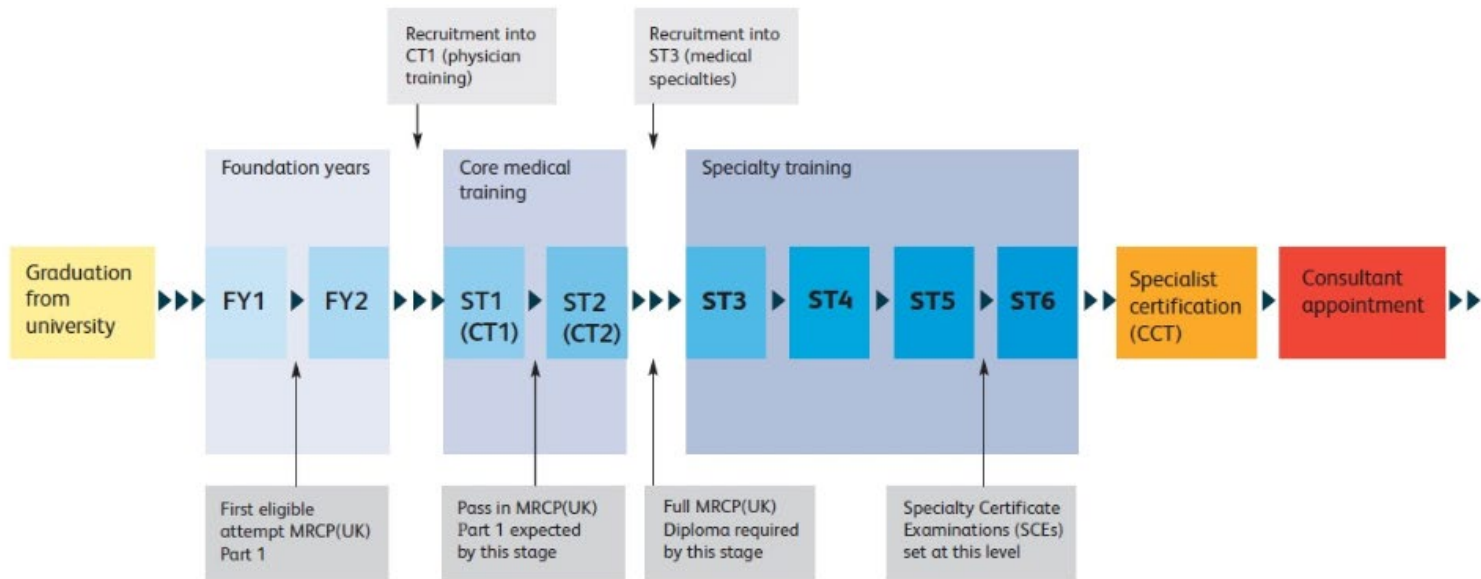 Recruitment into
CT1 (physician
training)
Recruitment into
ST3 (medical
specialties)
Foundation years
Core medical
training
Specialty training
Graduation
from
university
FY1
FY2
ST1
(CT1)
ST2
(CT2)
ST3
ST4
ST5
ST6
Specialist
certification
(CCT)
Consultant
appointment
First eligible
attempt MRCP(UK)
Part 1
Pass in MRCP(UK)
Part 1 expected
by this stage
Full MRCP(UK)
Diploma required
by this stage
Specialty Certificate
Examinations (SCEs)
set at this level